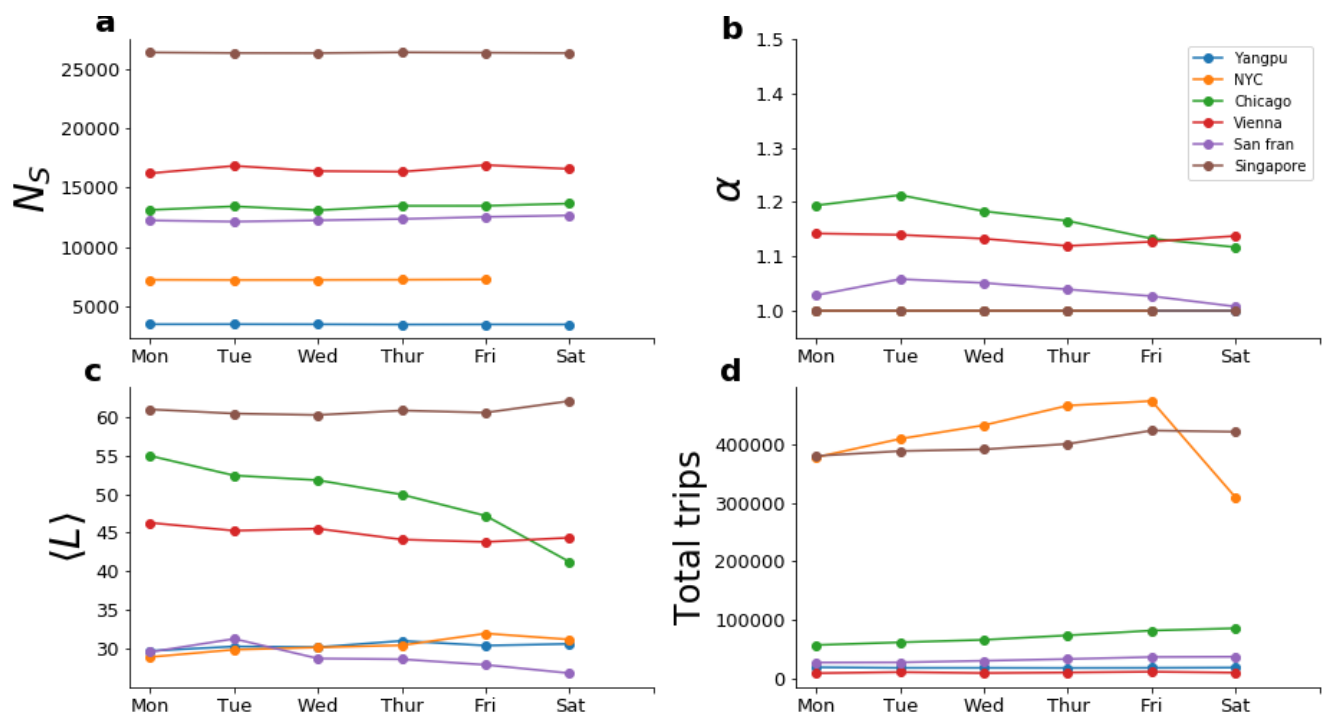 a
N_S
25000
20000
15000
10000
5000
Mon Tue Wed Thur Fri Sat
b
α
1.5
1.4
1.3
1.2
1.1
1.0
Yangpu
NYC
Chicago
Vienna
San fran
Singapore
Mon Tue Wed Thur Fri Sat
c
⟨L⟩
60
55
50
45
40
35
30
Mon Tue Wed Thur Fri Sat
d
Total trips
400000
300000
200000
100000
0
Mon Tue Wed Thur Fri Sat